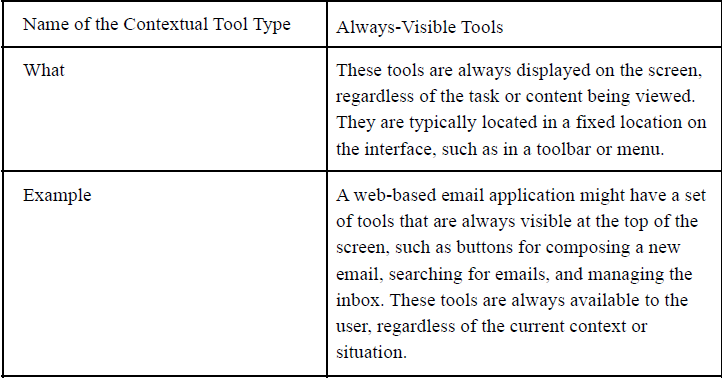 Name of the Contextual Tool Type
Always-Visible Tools
What
These tools are always displayed on the screen,
regardless of the task or content being viewed.
They are typically located in a fixed location on
the interface, such as in a toolbar or menu.
Example
A web-based email application might have a set
of tools that are always visible at the top of the
screen, such as buttons for composing a new
email, searching for emails, and managing the
inbox. These tools are always available to the
user, regardless of the current context or
situation.